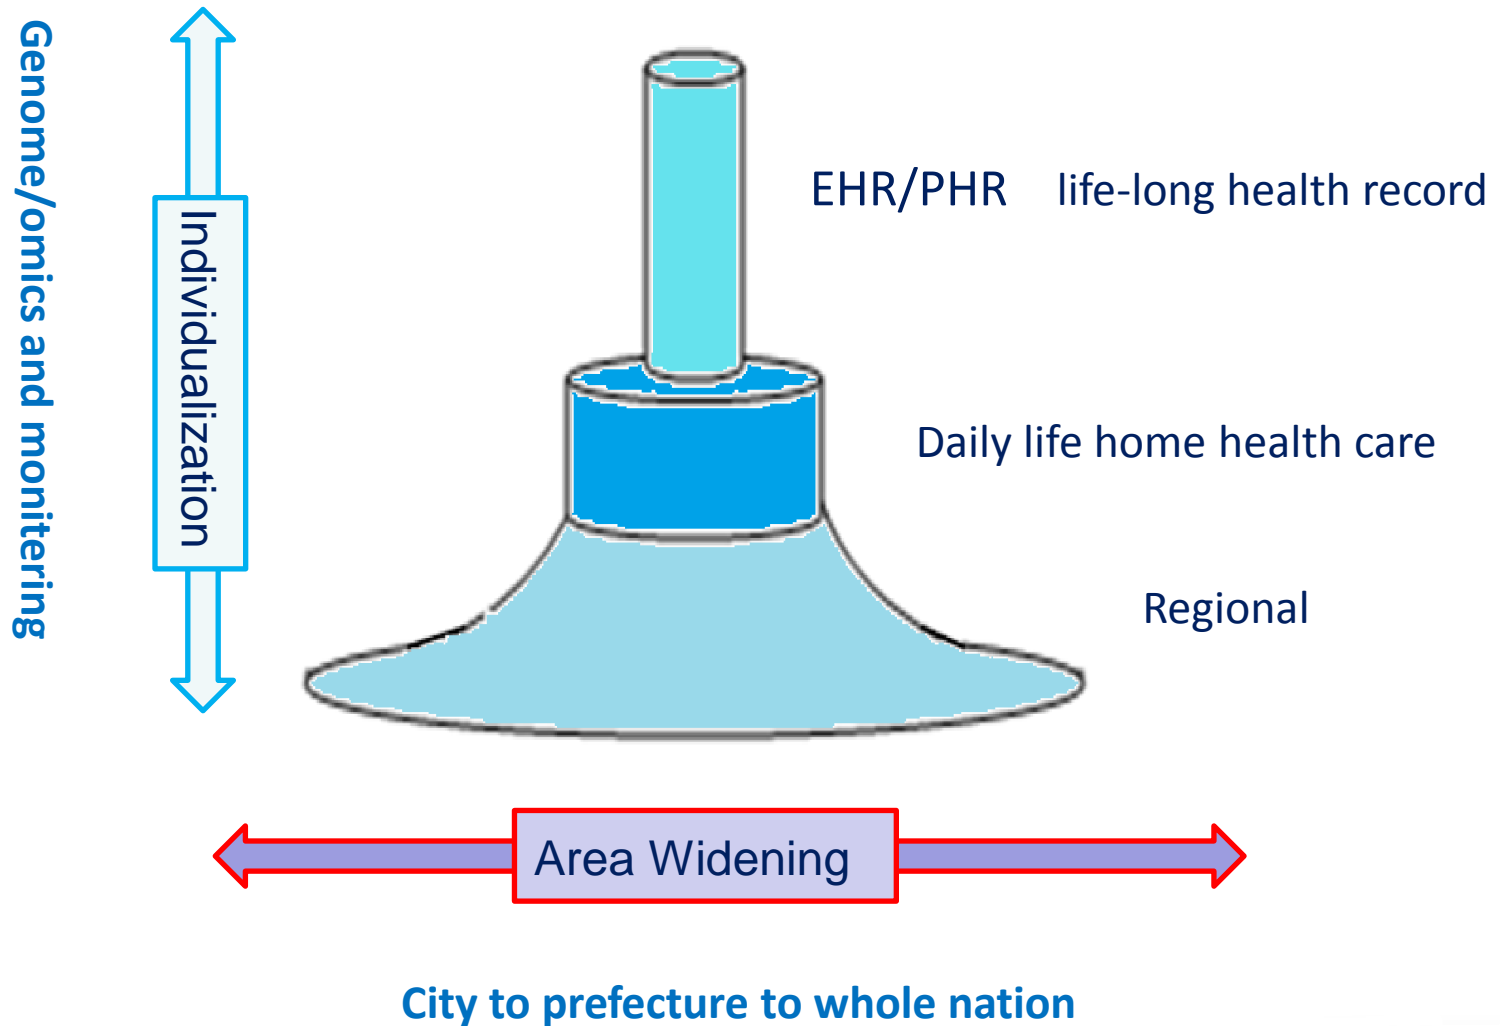 Genome/omics and monitering
Individualization
EHR/PHR life-long health record
Daily life home health care
Regional
Area Widening
City to prefecture to whole nation